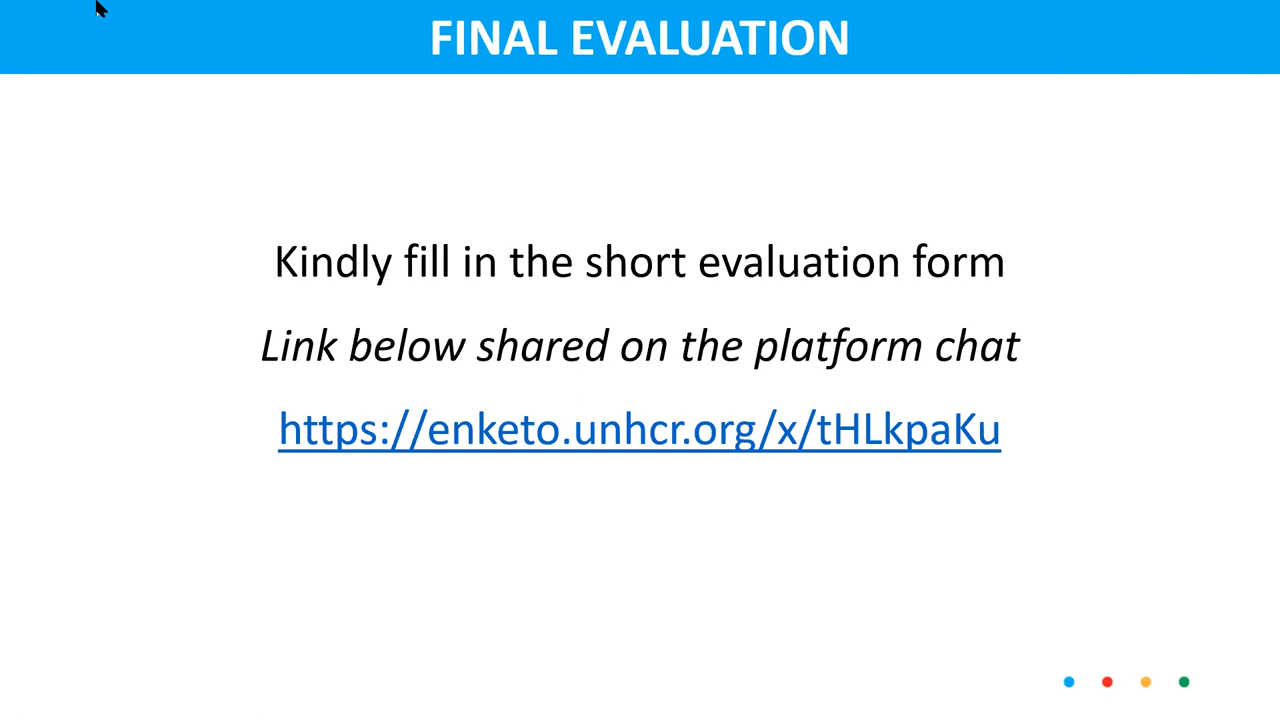 FINAL EVALUATION
Kindly fill in the short evaluation form
Link below shared on the platform chat
https://enketo.unhcr.org/x/tHLkpaKu